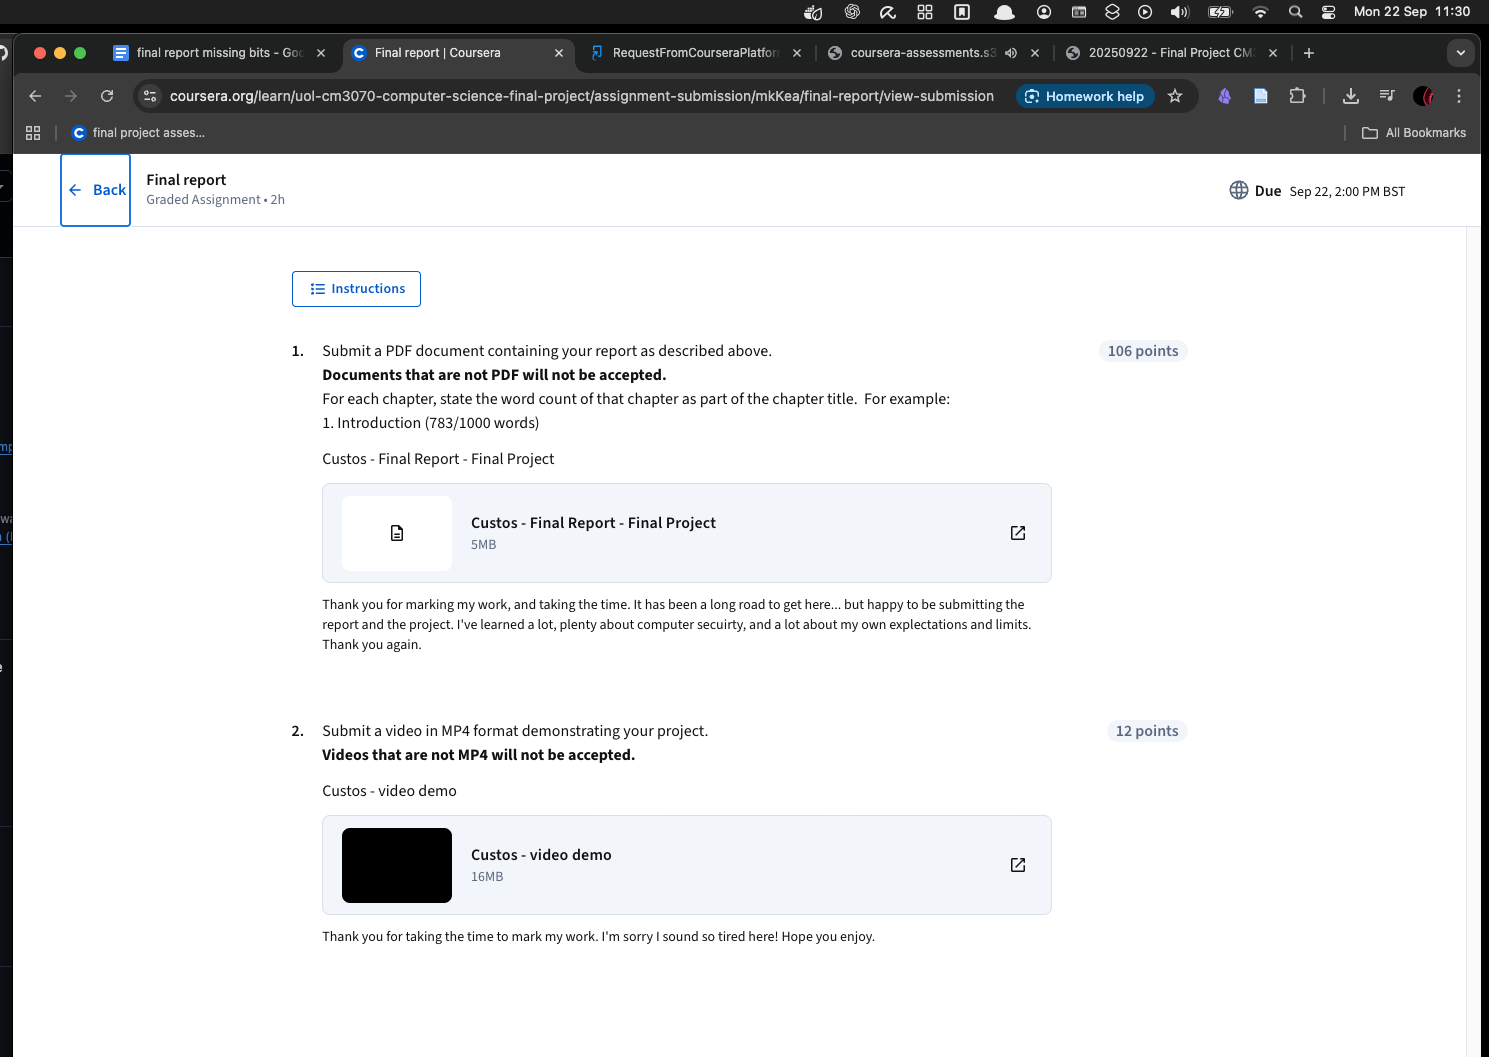 Mon 22 Sep 11:30
final report missing bits - Goo
Final report | Coursera
RequestFromCourseraPlatfor
coursera-assessments.s3
20250922 - Final Project CM3
coursera.org/learn/uol-cm3070-computer-science-final-project/assignment-submission/mkKea/final-report/view-submission
Homework help
final project asses...
All Bookmarks
Back
Final report
Graded Assignment • 2h
Due Sep 22, 2:00 PM BST
Instructions
1. Submit a PDF document containing your report as described above.
106 points
Documents that are not PDF will not be accepted.
For each chapter, state the word count of that chapter as part of the chapter title. For example:
1. Introduction (783/1000 words)
Custos - Final Report - Final Project
Custos - Final Report - Final Project
5MB
Thank you for marking my work, and taking the time. It has been a long road to get here... but happy to be submitting the
report and the project. I've learned a lot, plenty about computer secuirty, and a lot about my own explectations and limits.
Thank you again.
2. Submit a video in MP4 format demonstrating your project.
12 points
Videos that are not MP4 will not be accepted.
Custos - video demo
Custos - video demo
16MB
Thank you for taking the time to mark my work. I'm sorry I sound so tired here! Hope you enjoy.